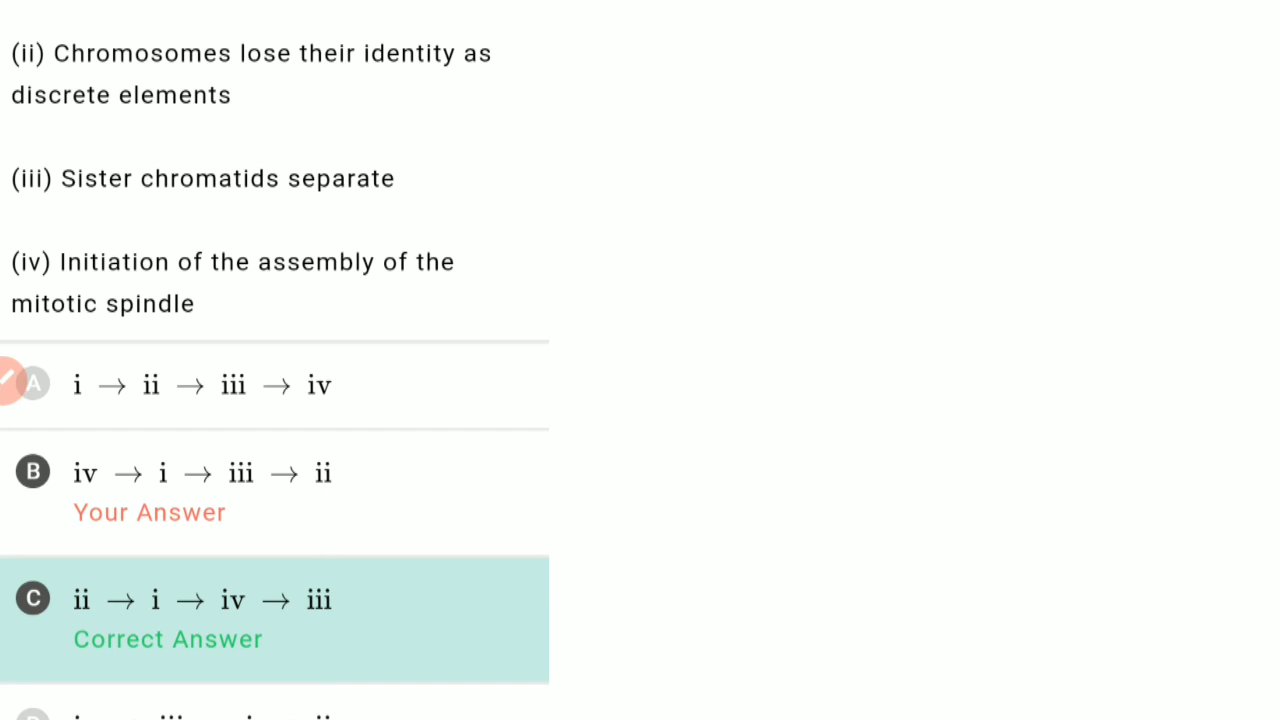 (ii) Chromosomes lose their identity as
discrete elements
(iii) Sister chromatids separate
(iv) Initiation of the assembly of the
mitotic spindle
A i → ii → iii → iv
B iv → i → iii → ii
Your Answer
C ii → i → iv → iii
Correct Answer